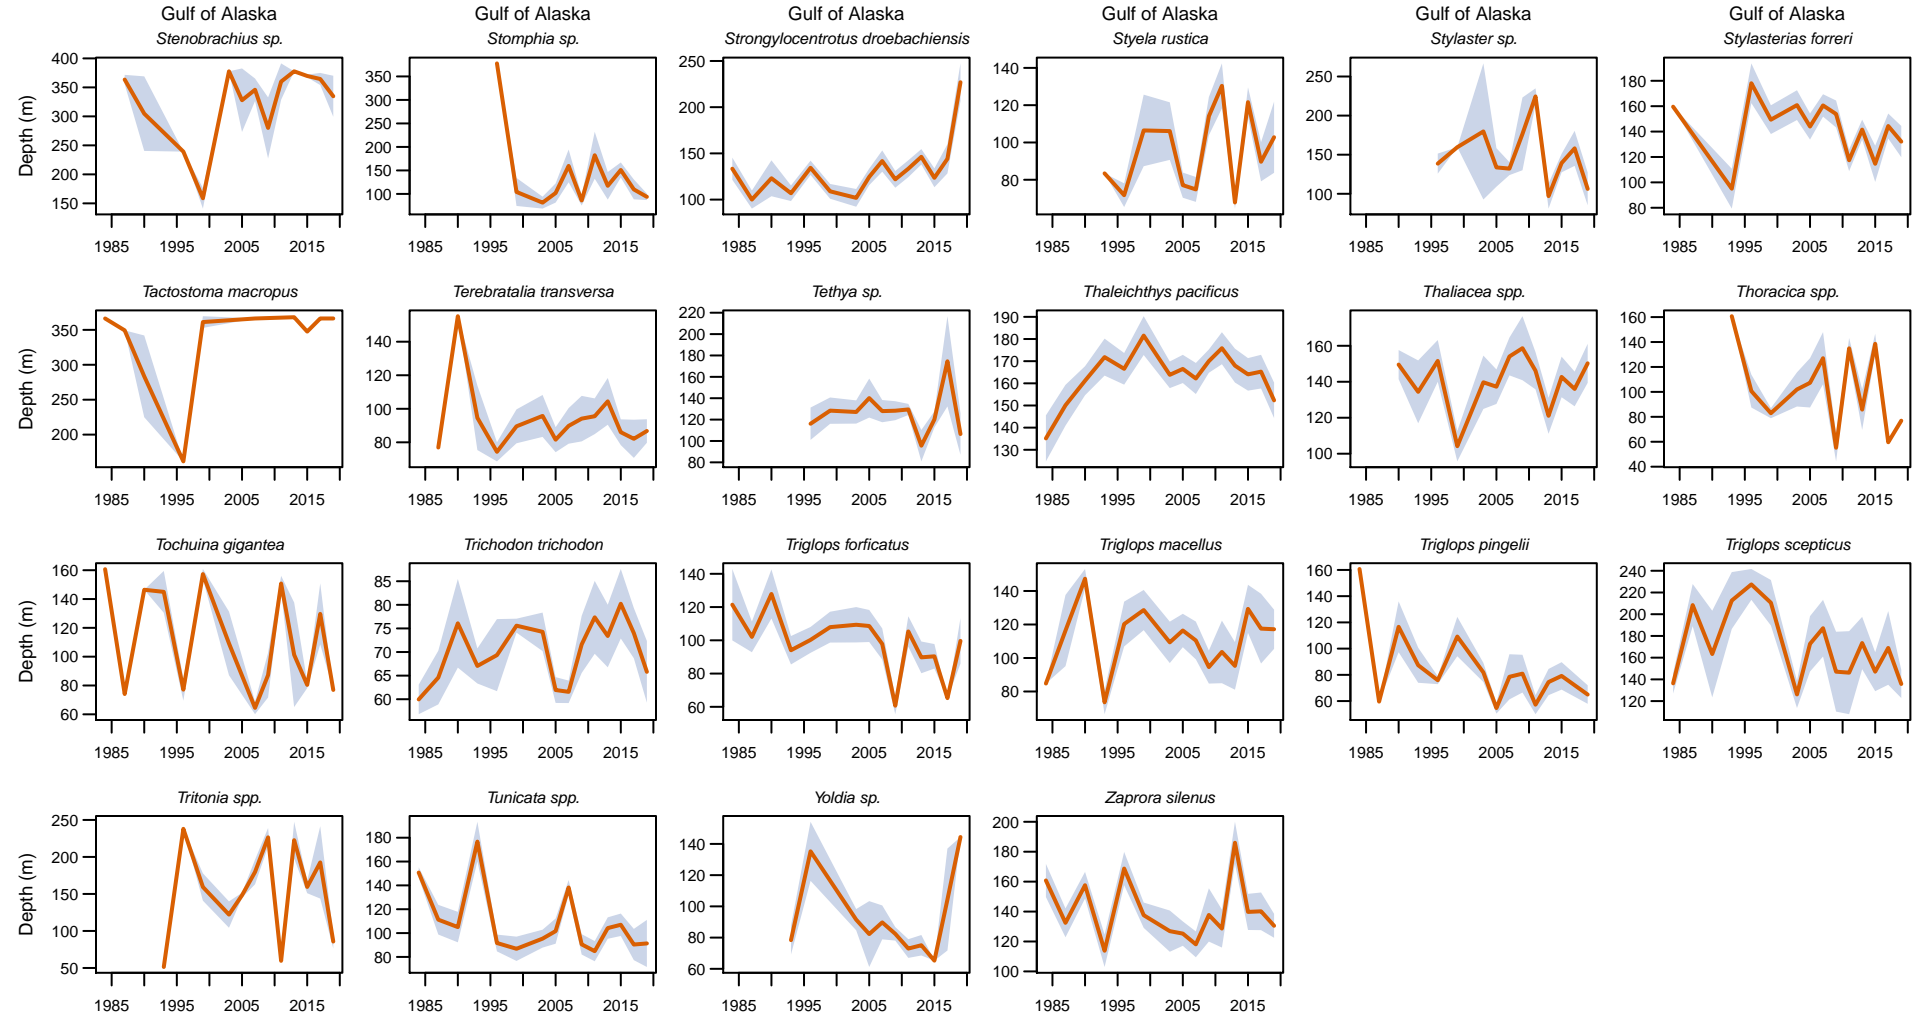 Gulf of Alaska Gulf of Alaska Gulf of Alaska Gulf of Alaska Gulf of Alaska Gulf of Alaska
Stenobrachius sp. Stomphia sp. Strongylocentrotus droebachiensis Styela rustica Stylaster sp. Stylasterias forreri
Depth (m)
400 350 300 250 200 150
350 300 250 200 150 100
250 200 150 100
140 120 100 80
250 200 150 100
180 160 140 120 100 80
1985 1995 2005 2015 1985 1995 2005 2015 1985 1995 2005 2015 1985 1995 2005 2015 1985 1995 2005 2015 1985 1995 2005 2015
Tactostoma macropus Terebratalia transversa Tethya sp. Thaleichthys pacificus Thaliacea spp. Thoracica spp.
Depth (m)
350 300 250 200
140 120 100 80
220 200 180 160 140 120 100 80
190 180 170 160 150 140 130
160 140 120 100
160 140 120 100 80 60 40
1985 1995 2005 2015 1985 1995 2005 2015 1985 1995 2005 2015 1985 1995 2005 2015 1985 1995 2005 2015 1985 1995 2005 2015
Tochuina gigantea Trichodon trichodon Triglops forficatus Triglops macellus Triglops pingelii Triglops scepticus
Depth (m)
160 140 120 100 80 60
85 80 75 70 65 60
140 120 100 80 60
140 120 100 80
160 140 120 100 80 60
240 220 200 180 160 140 120
1985 1995 2005 2015 1985 1995 2005 2015 1985 1995 2005 2015 1985 1995 2005 2015 1985 1995 2005 2015 1985 1995 2005 2015
Tritonia spp. Tunicata spp. Yoldia sp. Zaprora silenus
Depth (m)
250 200 150 100 50
180 160 140 120 100 80
140 120 100 80 60
200 180 160 140 120 100
1985 1995 2005 2015 1985 1995 2005 2015 1985 1995 2005 2015 1985 1995 2005 2015